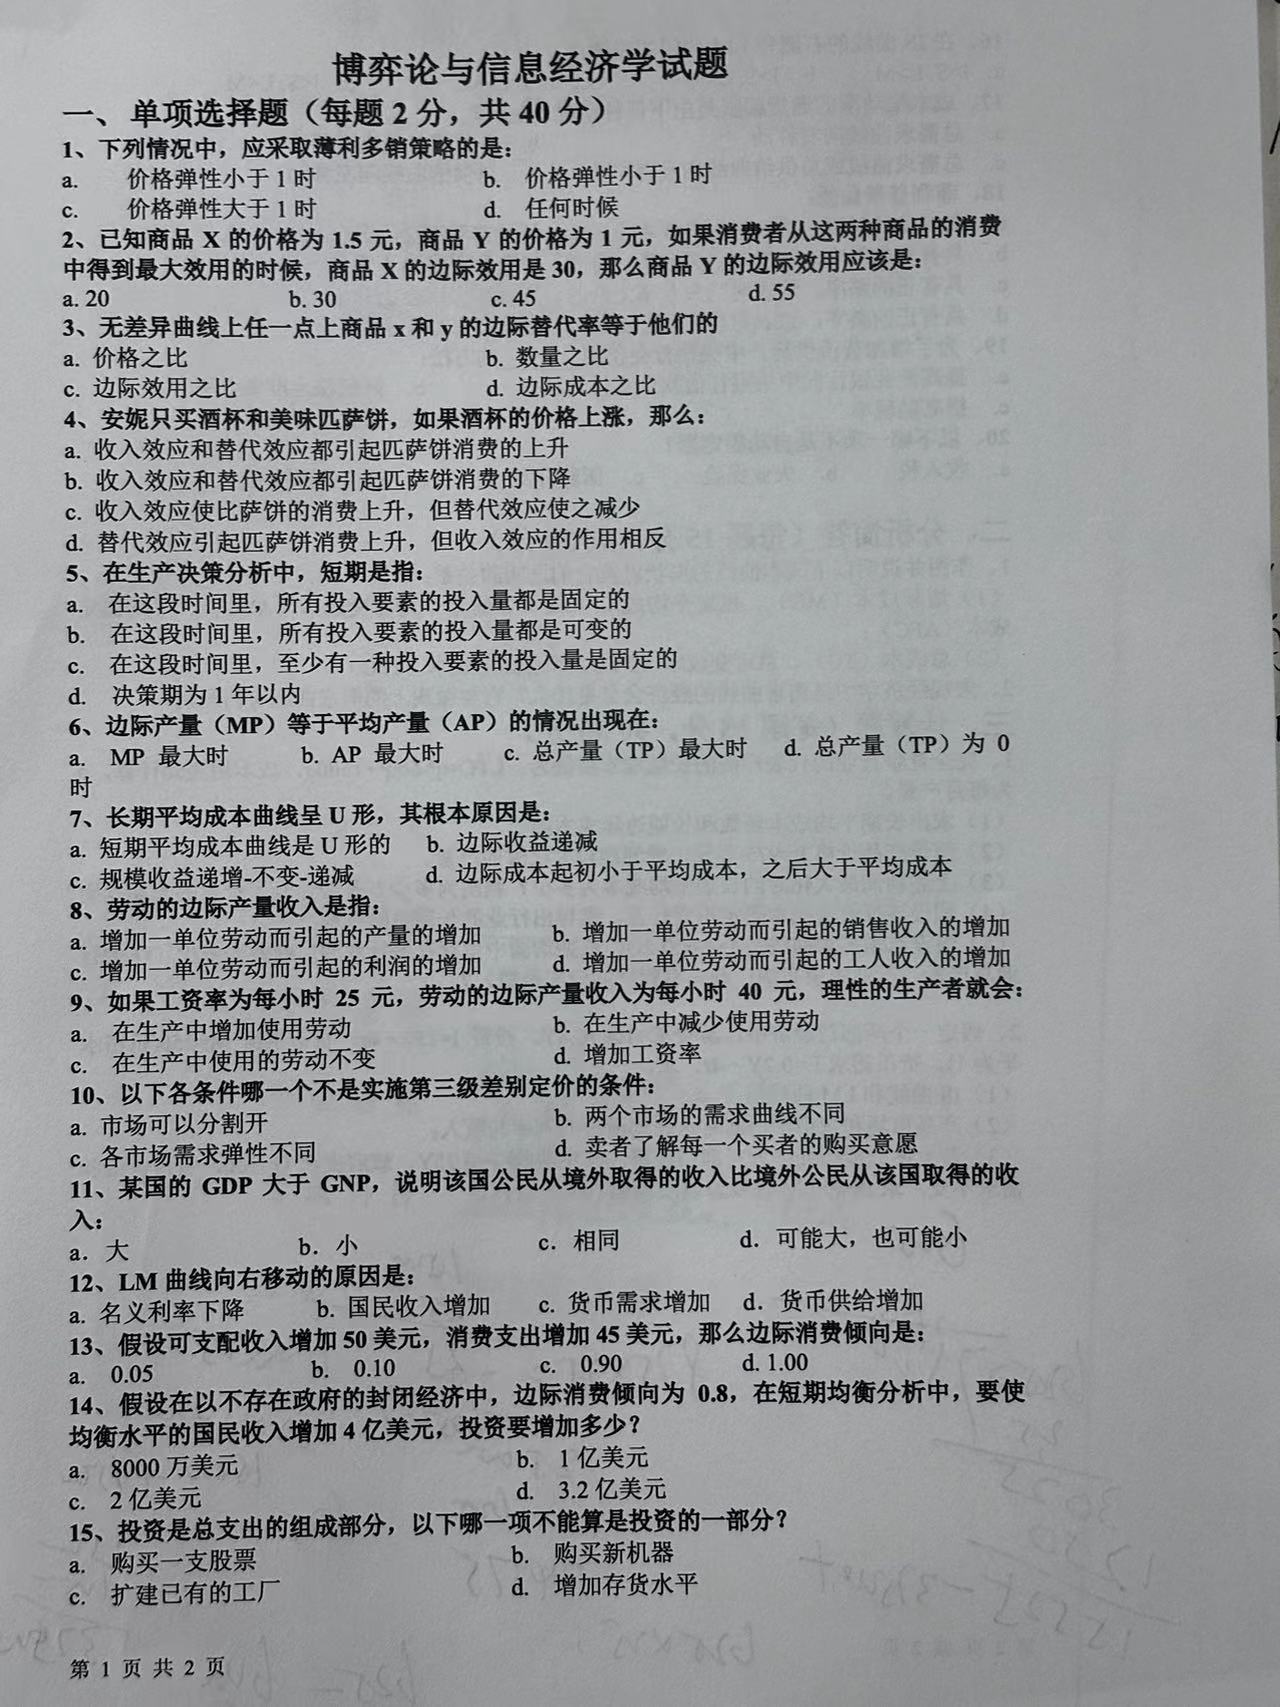 博弈论与信息经济学试题
一、单项选择题（每题 2 分，共 40 分）
1、下列情况中，应采取薄利多销策略的是：
a. 价格弹性小于 1 时 b. 价格弹性小于 1 时
c. 价格弹性大于 1 时 d. 任何时候
2、已知商品 X 的价格为 1.5 元，商品 Y 的价格为 1 元，如果消费者从这两种商品的消费
中得到最大效用的时候，商品 X 的边际效用是 30，那么商品 Y 的边际效用应该是：
a. 20 b. 30 c. 45 d. 55
3、无差异曲线上任一点上商品 x 和 y 的边际替代率等于他们的
a. 价格之比 b. 数量之比
c. 边际效用之比 d. 边际成本之比
4、安妮只买酒杯和美味匹萨饼，如果酒杯的价格上涨，那么：
a. 收入效应和替代效应都引起匹萨饼消费的上升
b. 收入效应和替代效应都引起匹萨饼消费的下降
c. 收入效应使比萨饼的消费上升，但替代效应使之减少
d. 替代效应引起匹萨饼消费上升，但收入效应的作用相反
5、在生产决策分析中，短期是指：
a. 在这段时间里，所有投入要素的投入量都是固定的
b. 在这段时间里，所有投入要素的投入量都是可变的
c. 在这段时间里，至少有一种投入要素的投入量是固定的
d. 决策期为 1 年以内
6、边际产量（MP）等于平均产量（AP）的情况出现在：
a. MP 最大时 b. AP 最大时 c. 总产量（TP）最大时 d. 总产量（TP）为 0
时
7、长期平均成本曲线呈 U 形，其根本原因是：
a. 短期平均成本曲线是 U 形的 b. 边际收益递减
c. 规模收益递增-不变-递减 d. 边际成本起初小于平均成本，之后大于平均成本
8、劳动的边际产量收入是指：
a. 增加一单位劳动而引起的产量的增加 b. 增加一单位劳动而引起的销售收入的增加
c. 增加一单位劳动而引起的利润的增加 d. 增加一单位劳动而引起的工人收入的增加
9、如果工资率为每小时 25 元，劳动的边际产量收入为每小时 40 元，理性的生产者就会：
a. 在生产中增加使用劳动 b. 在生产中减少使用劳动
c. 在生产中使用的劳动不变 d. 增加工资率
10、以下各条件哪一个不是实施第三级差别定价的条件：
a. 市场可以分割开 b. 两个市场的需求曲线不同
c. 各市场需求弹性不同 d. 卖者了解每一个买者的购买意愿
11、某国的 GDP 大于 GNP，说明该国公民从境外取得的收入比境外公民从该国取得的收
入：
a. 大 b. 小 c. 相同 d. 可能大，也可能小
12、LM 曲线向右移动的原因是：
a. 名义利率下降 b. 国民收入增加 c. 货币需求增加 d. 货币供给增加
13、假设可支配收入增加 50 美元，消费支出增加 45 美元，那么边际消费倾向是：
a. 0.05 b. 0.10 c. 0.90 d. 1.00
14、假设在以不存在政府的封闭经济中，边际消费倾向为 0.8，在短期均衡分析中，要使
均衡水平的国民收入增加 4 亿美元，投资要增加多少？
a. 8000 万美元 b. 1 亿美元
c. 2 亿美元 d. 3.2 亿美元
15、投资是总支出的组成部分，以下哪一项不能算是投资的一部分？
a. 购买一支股票 b. 购买新机器
c. 扩建已有的工厂 d. 增加存货水平
第 1 页 共 2 页